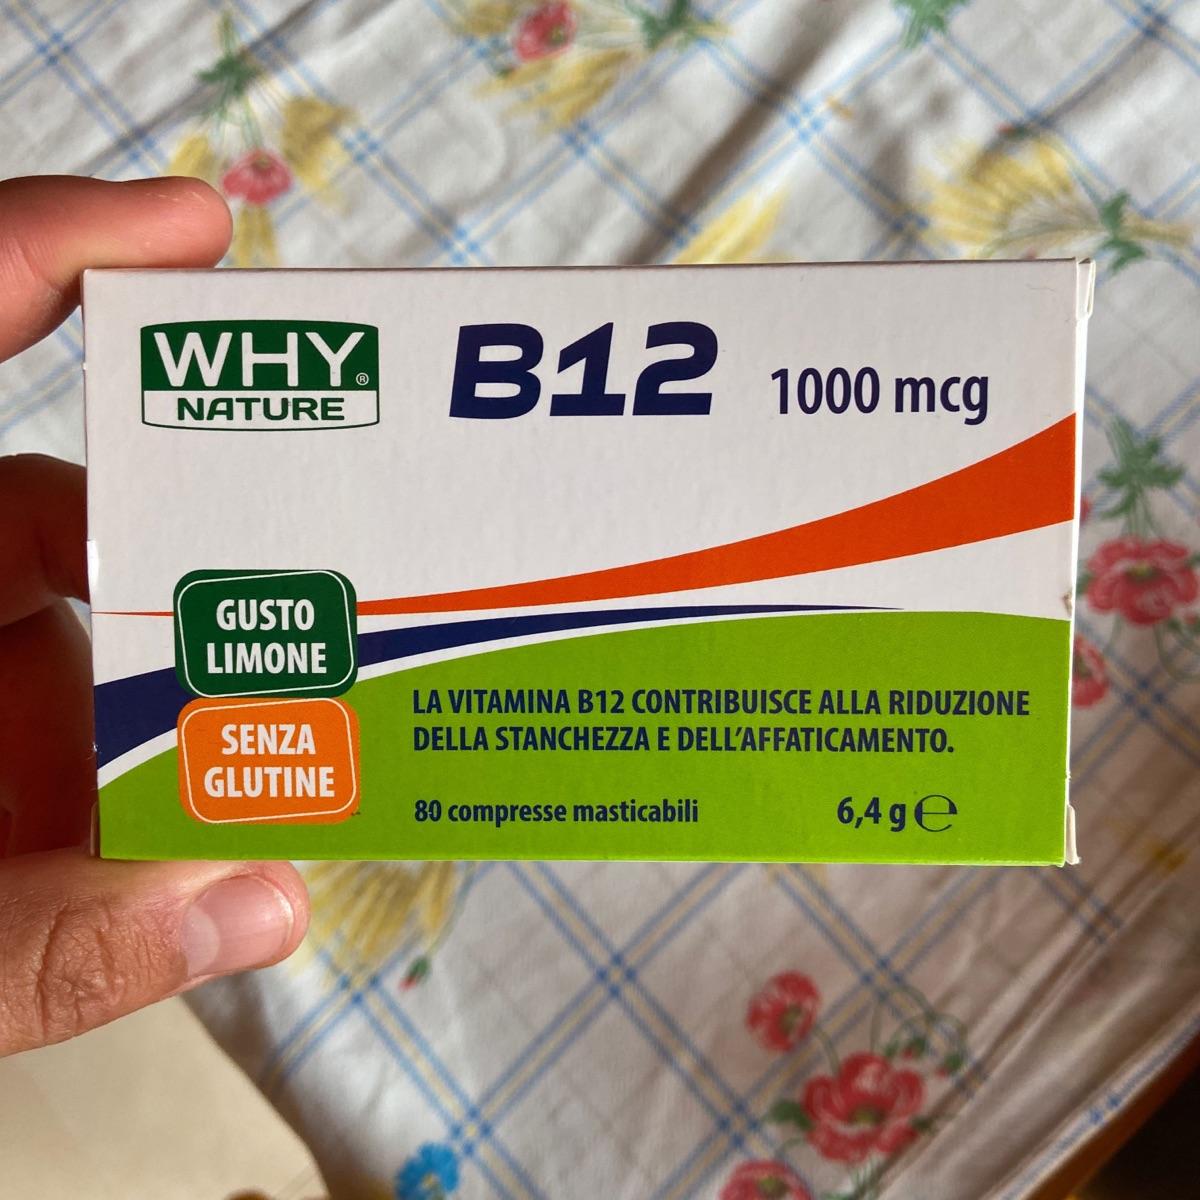 WHY®
NATURE
B12 1000 mcg
GUSTO
LIMONE
SENZA
GLUTINE
LA VITAMINA B12 CONTRIBUISCE ALLA RIDUZIONE
DELLA STANCHEZZA E DELL'AFFATICAMENTO.
80 compresse masticabili 6,4 g ℮